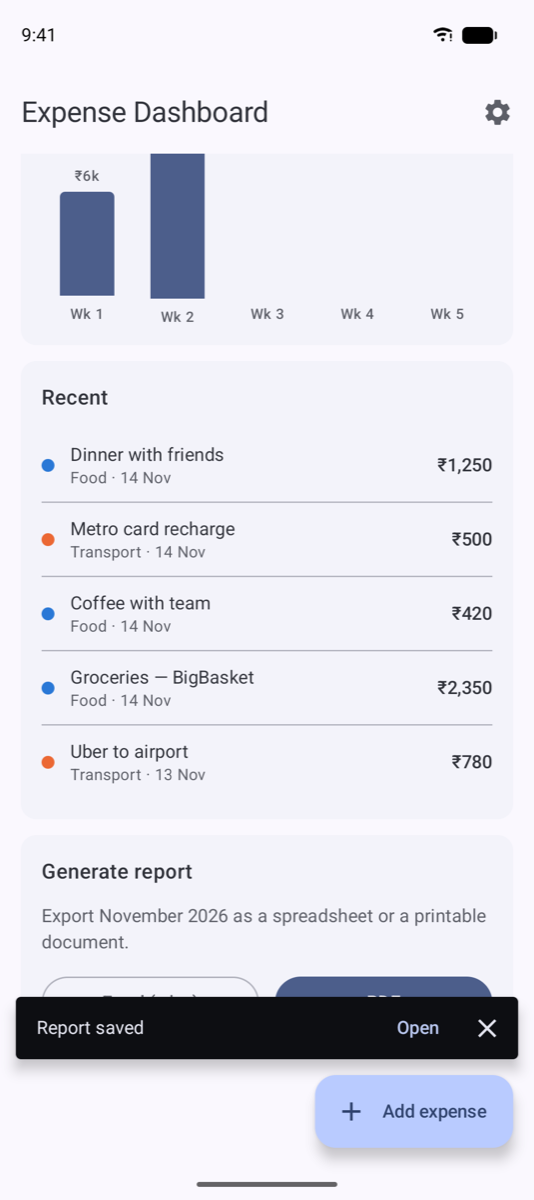 9:41
Expense Dashboard
₹6k
Wk 1
Wk 2
Wk 3
Wk 4
Wk 5
Recent
Dinner with friends
₹1,250
Food · 14 Nov
Metro card recharge
₹500
Transport · 14 Nov
Coffee with team
₹420
Food · 14 Nov
Groceries — BigBasket
₹2,350
Food · 14 Nov
Uber to airport
₹780
Transport · 13 Nov
Generate report
Export November 2026 as a spreadsheet or a printable
document.
Report saved
Open
Add expense